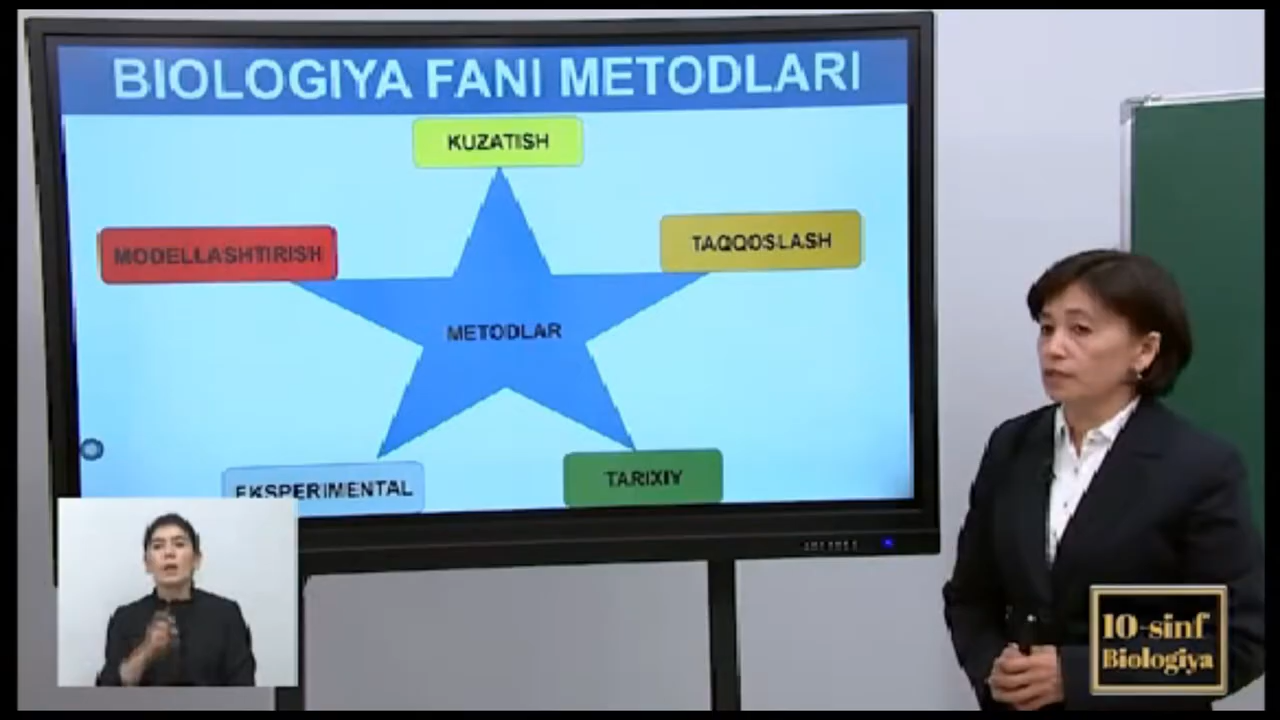 BIOLOGIYA FANI METODLARI
KUZATISH
MODELLASHTIRISH
TAQQOSLASH
METODLAR
EKSPERIMENTAL
TARIXIY
10-sinf
Biologiya